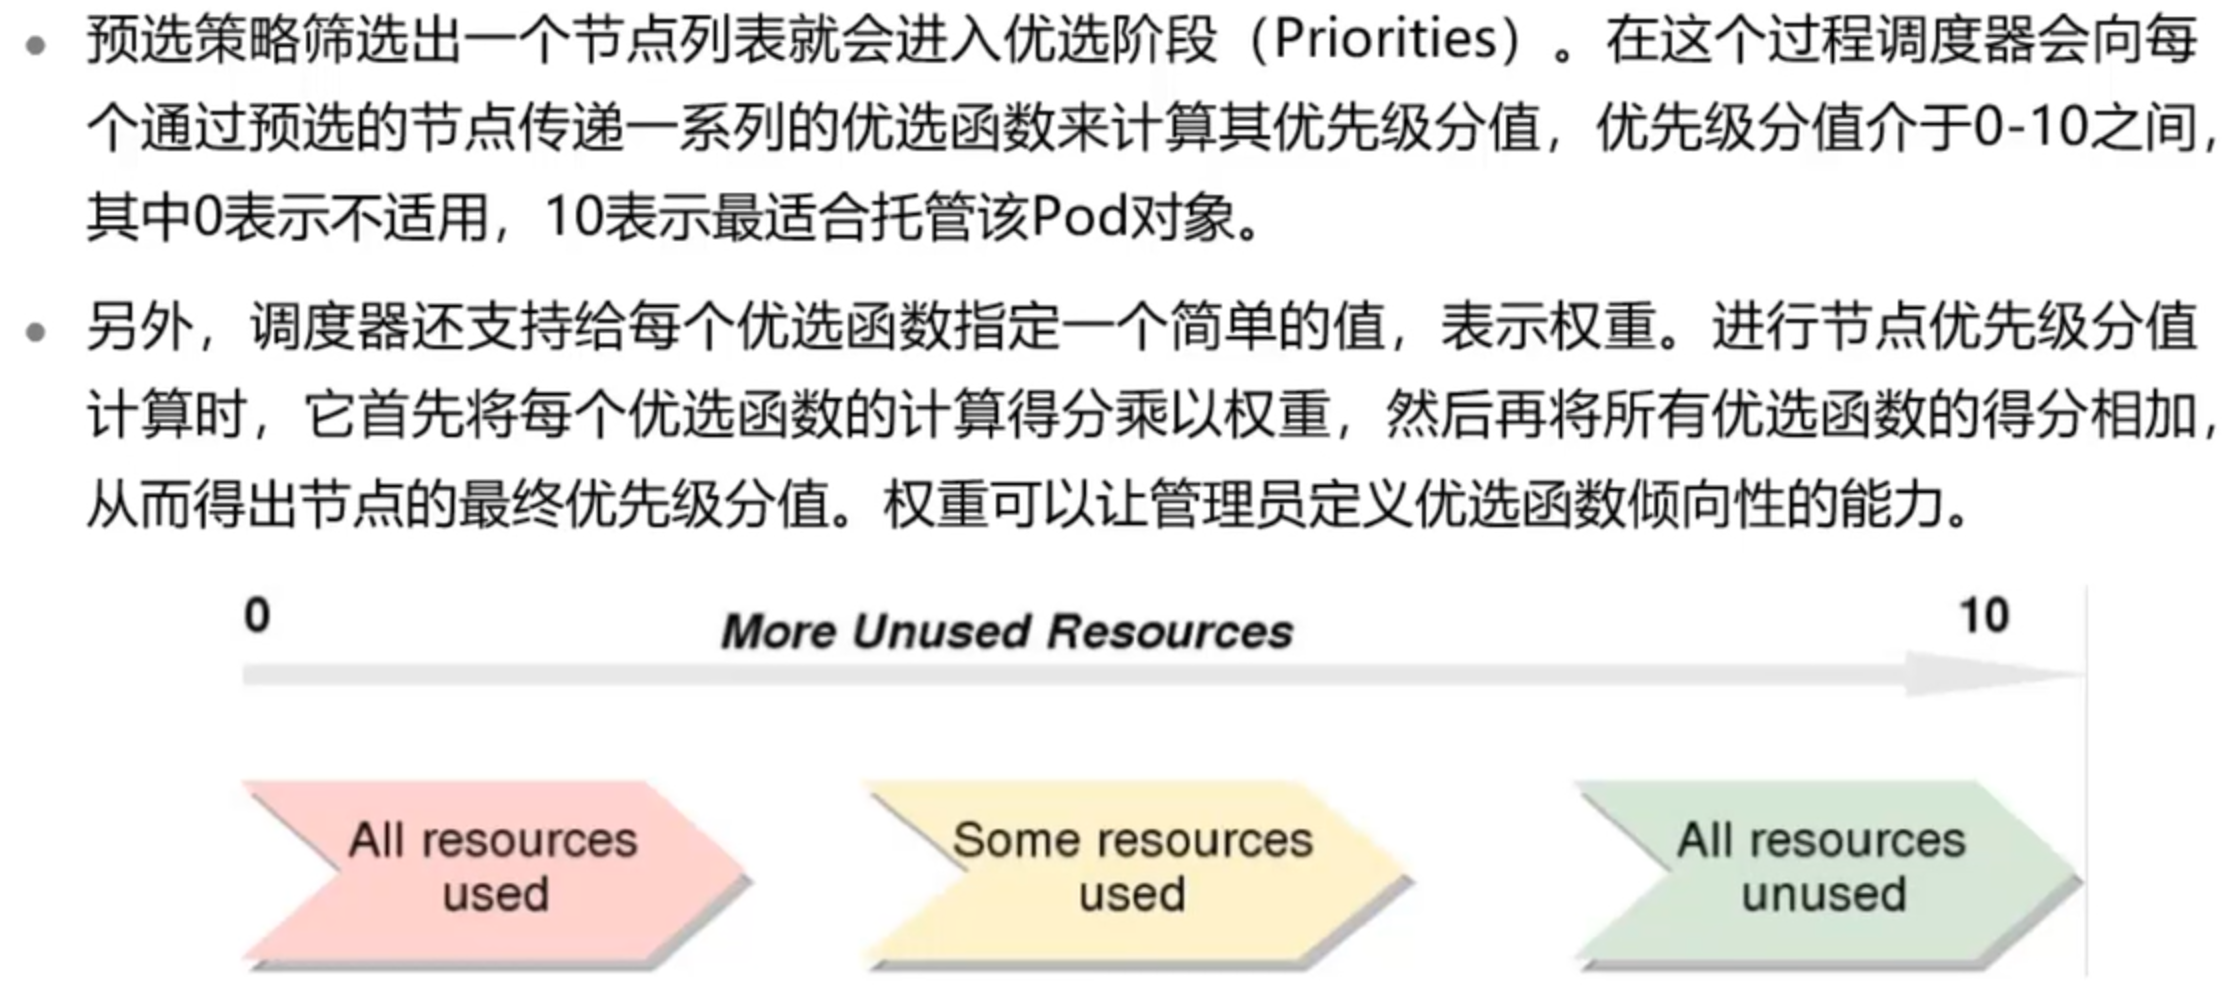 预选策略筛选出一个节点列表就会进入优选阶段（Priorities）。在这个过程调度器会向每
个通过预选的节点传递一系列的优选函数来计算其优先级分值，优先级分值介于0-10之间，
其中0表示不适用，10表示最适合托管该Pod对象。
另外，调度器还支持给每个优选函数指定一个简单的值，表示权重。进行节点优先级分值
计算时，它首先将每个优选函数的计算得分乘以权重，然后再将所有优选函数的得分相加，
从而得出节点的最终优先级分值。权重可以让管理员定义优选函数倾向性的能力。
0
More Unused Resources
10
All resources
used
Some resources
used
All resources
unused